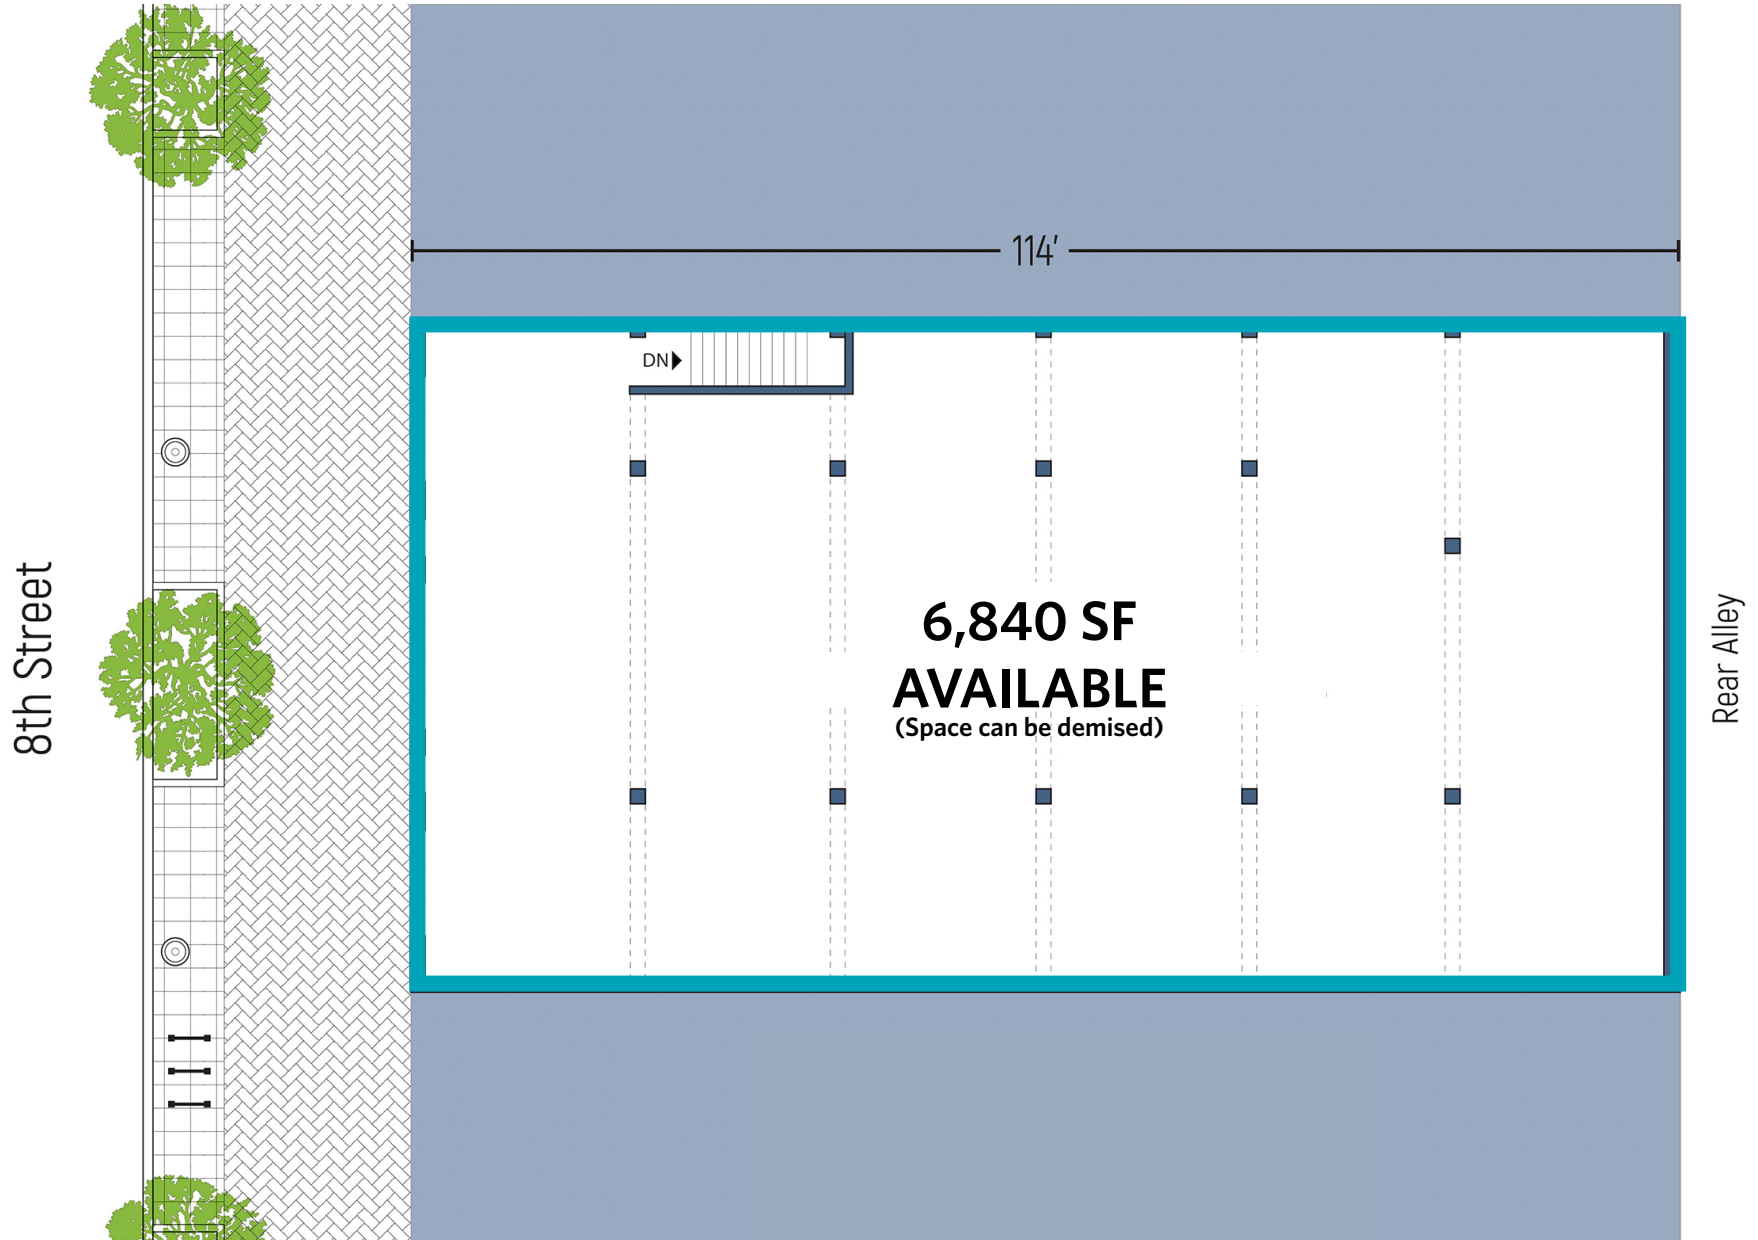 114'
DN
6,840 SF
AVAILABLE
(Space can be demised)
8th Street
Rear Alley